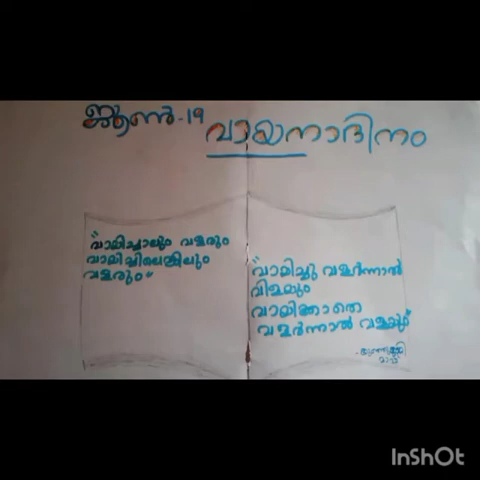 ജൂൺ-19
വായനാദിനം
"വായിച്ചാലും വളരും
വായിച്ചില്ലെങ്കിലും
വളരും"
"വായിച്ചു വളർന്നാൽ
വിളയും
വായിക്കാതെ
വളർന്നാൽ വളയും"
-കുഞ്ഞുണ്ണി
മാഷ്
InShOt